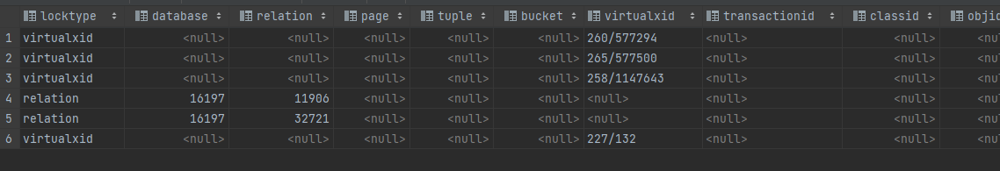 locktype database relation page tuple bucket virtualxid transactionid classid objid
1 virtualxid <null> <null> <null> <null> <null> 260/577294 <null> <null> <nu
2 virtualxid <null> <null> <null> <null> <null> 265/577500 <null> <null> <nu
3 virtualxid <null> <null> <null> <null> <null> 258/1147643 <null> <null> <nu
4 relation 16197 11906 <null> <null> <null> <null> <null> <null> <nu
5 relation 16197 32721 <null> <null> <null> <null> <null> <null> <nu
6 virtualxid <null> <null> <null> <null> <null> 227/132 <null> <null> <nu